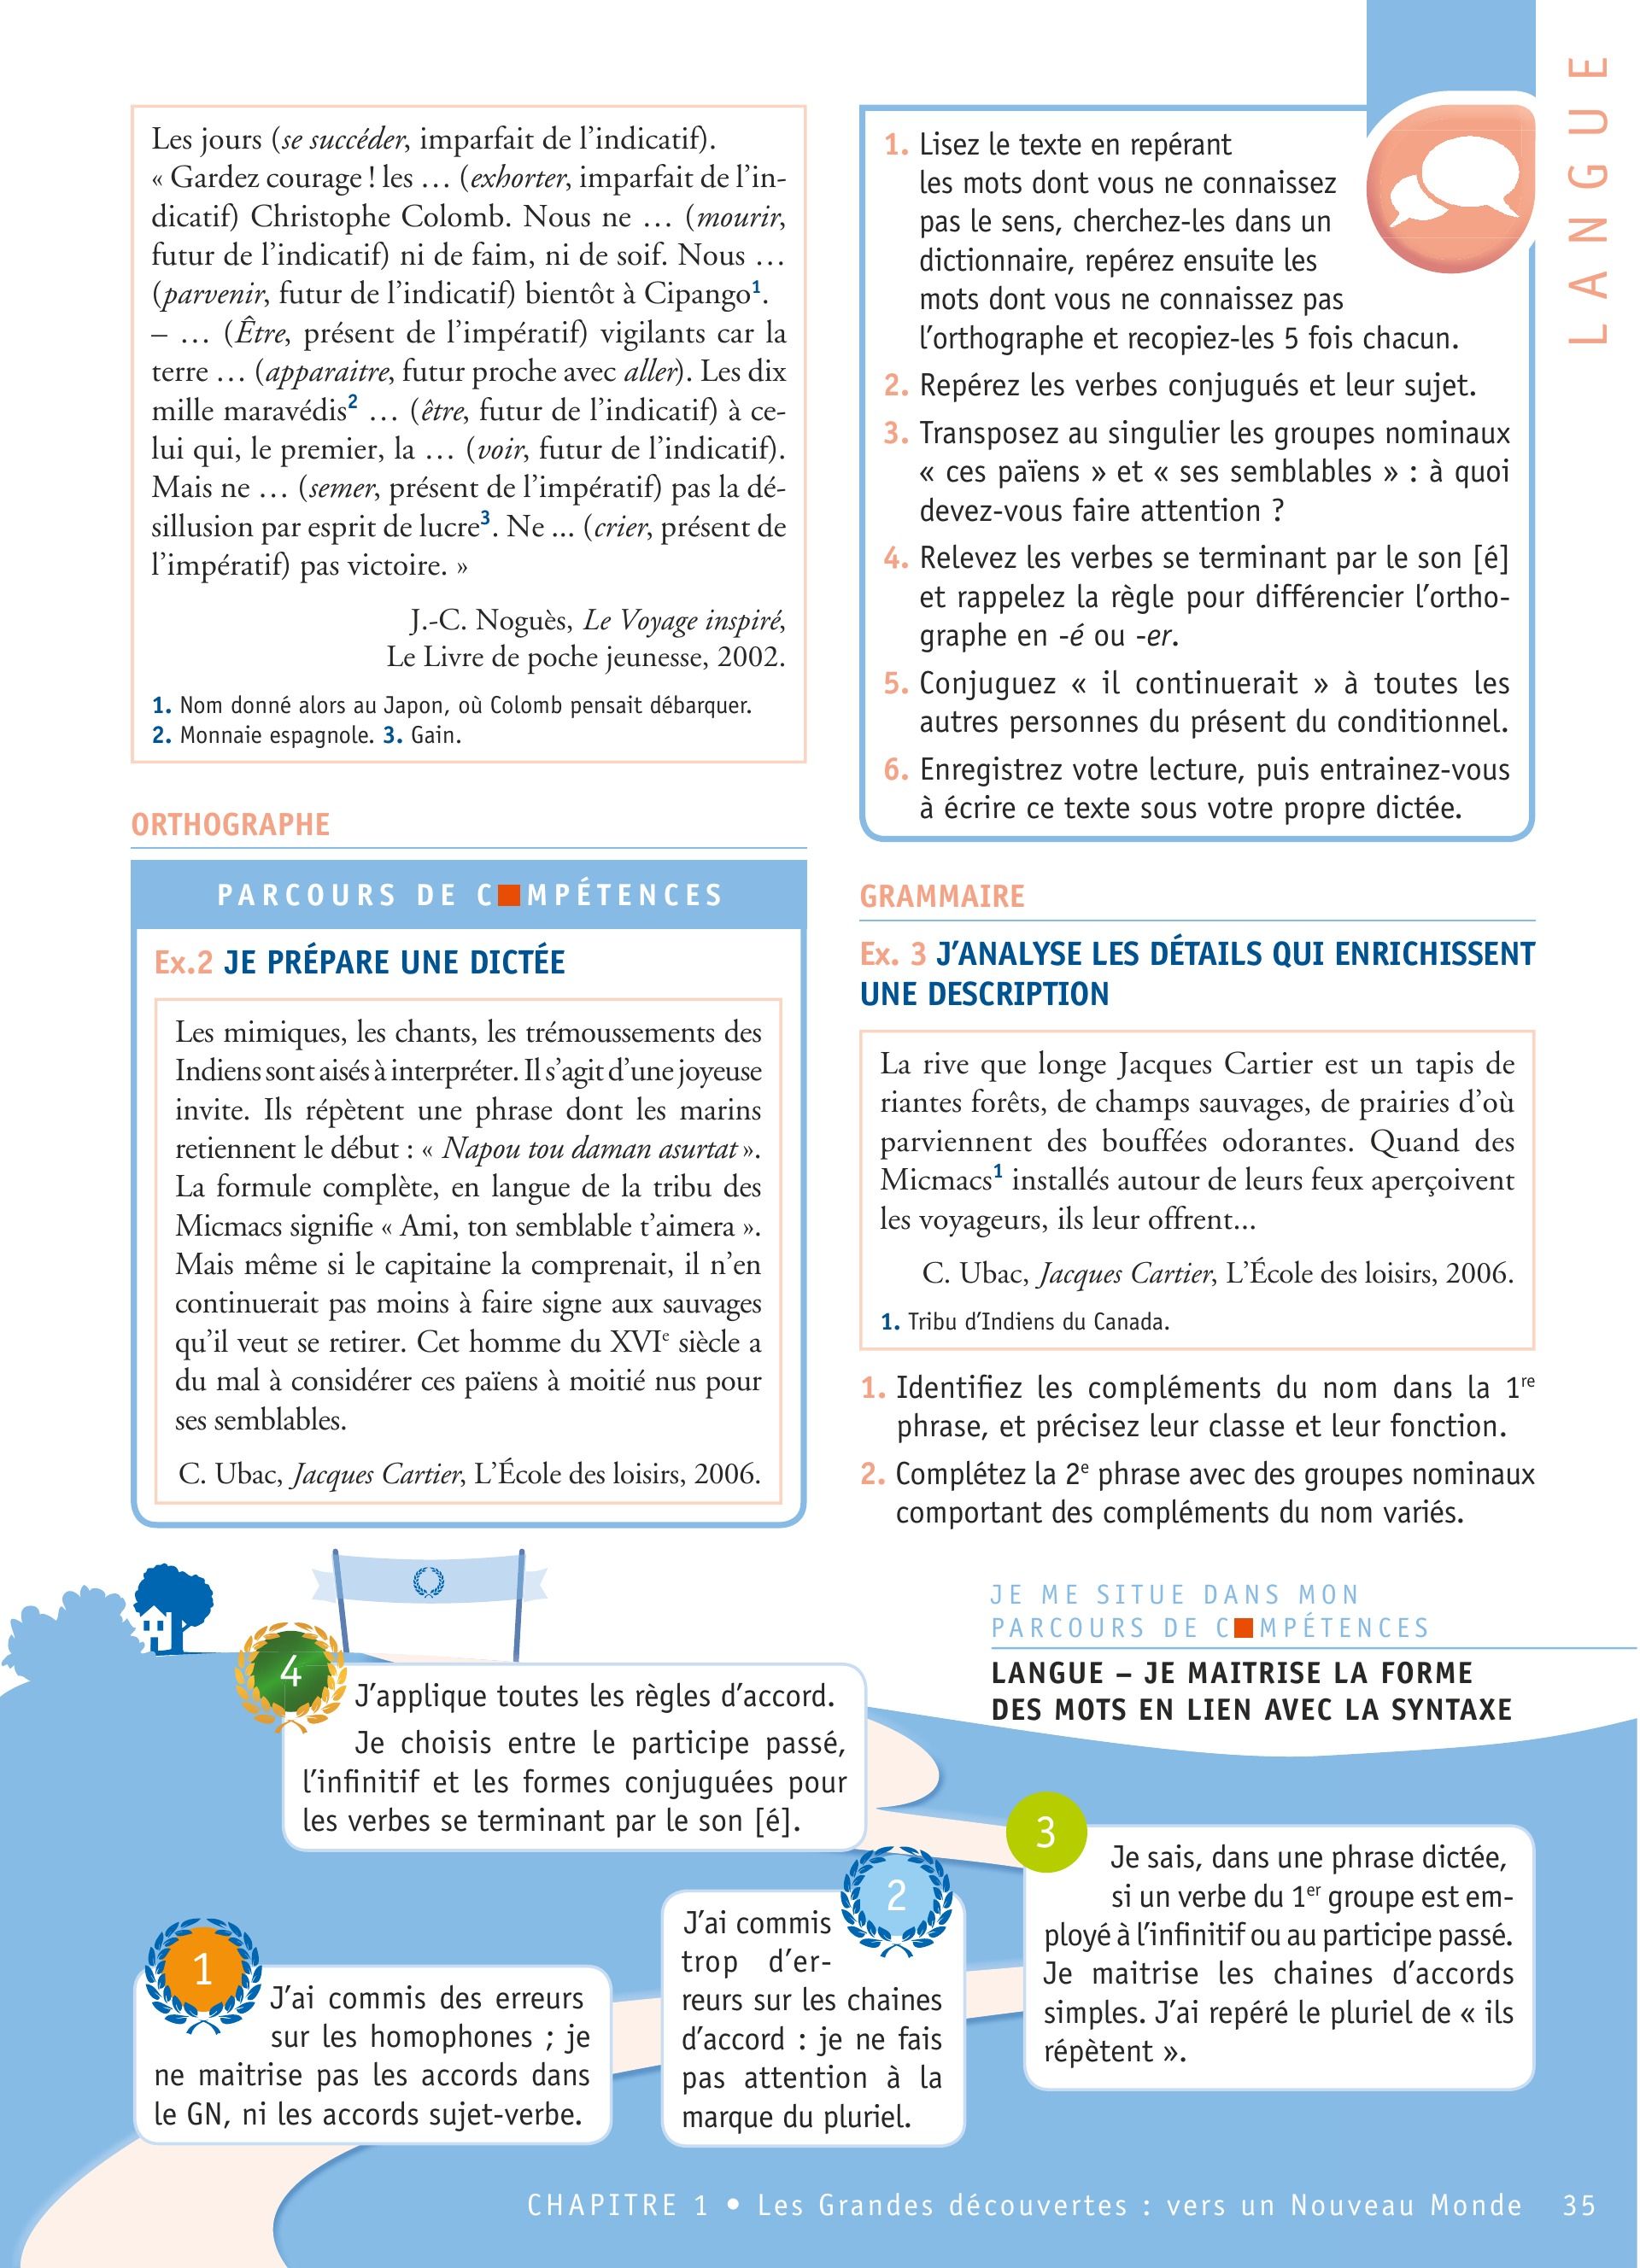 LANGUE
Les jours (se succéder, imparfait de l'indicatif).
« Gardez courage ! les … (exhorter, imparfait de l'in-
dicatif) Christophe Colomb. Nous ne … (mourir,
futur de l'indicatif) ni de faim, ni de soif. Nous …
(parvenir, futur de l'indicatif) bientôt à Cipango1.
– … (Être, présent de l'impératif) vigilants car la
terre … (apparaitre, futur proche avec aller). Les dix
mille maravédis2 … (être, futur de l'indicatif) à ce-
lui qui, le premier, la … (voir, futur de l'indicatif).
Mais ne … (semer, présent de l'impératif) pas la dé-
sillusion par esprit de lucre3. Ne ... (crier, présent de
l'impératif) pas victoire. »
J.-C. Noguès, Le Voyage inspiré,
Le Livre de poche jeunesse, 2002.
1. Nom donné alors au Japon, où Colomb pensait débarquer.
2. Monnaie espagnole. 3. Gain.
ORTHOGRAPHE
PARCOURS DE C■MPÉTENCES
Ex.2 JE PRÉPARE UNE DICTÉE
Les mimiques, les chants, les trémoussements des
Indiens sont aisés à interpréter. Il s'agit d'une joyeuse
invite. Ils répètent une phrase dont les marins
retiennent le début : « Napou tou daman asurtat ».
La formule complète, en langue de la tribu des
Micmacs signifie « Ami, ton semblable t'aimera ».
Mais même si le capitaine la comprenait, il n'en
continuerait pas moins à faire signe aux sauvages
qu'il veut se retirer. Cet homme du XVIe siècle a
du mal à considérer ces païens à moitié nus pour
ses semblables.
C. Ubac, Jacques Cartier, L'École des loisirs, 2006.
1. Lisez le texte en repérant
les mots dont vous ne connaissez
pas le sens, cherchez-les dans un
dictionnaire, repérez ensuite les
mots dont vous ne connaissez pas
l'orthographe et recopiez-les 5 fois chacun.
2. Repérez les verbes conjugués et leur sujet.
3. Transposez au singulier les groupes nominaux
« ces païens » et « ses semblables » : à quoi
devez-vous faire attention ?
4. Relevez les verbes se terminant par le son [é]
et rappelez la règle pour différencier l'ortho-
graphe en -é ou -er.
5. Conjuguez « il continuerait » à toutes les
autres personnes du présent du conditionnel.
6. Enregistrez votre lecture, puis entrainez-vous
à écrire ce texte sous votre propre dictée.
GRAMMAIRE
Ex. 3 J'ANALYSE LES DÉTAILS QUI ENRICHISSENT
UNE DESCRIPTION
La rive que longe Jacques Cartier est un tapis de
riantes forêts, de champs sauvages, de prairies d'où
parviennent des bouffées odorantes. Quand des
Micmacs1 installés autour de leurs feux aperçoivent
les voyageurs, ils leur offrent...
C. Ubac, Jacques Cartier, L'École des loisirs, 2006.
1. Tribu d'Indiens du Canada.
1. Identifiez les compléments du nom dans la 1re
phrase, et précisez leur classe et leur fonction.
2. Complétez la 2e phrase avec des groupes nominaux
comportant des compléments du nom variés.
JE ME SITUE DANS MON
PARCOURS DE C■MPÉTENCES
LANGUE – JE MAITRISE LA FORME
DES MOTS EN LIEN AVEC LA SYNTAXE
4
J'applique toutes les règles d'accord.
Je choisis entre le participe passé,
l'infinitif et les formes conjuguées pour
les verbes se terminant par le son [é].
3
Je sais, dans une phrase dictée,
si un verbe du 1er groupe est em-
ployé à l'infinitif ou au participe passé.
Je maitrise les chaines d'accords
simples. J'ai repéré le pluriel de « ils
répètent ».
2
J'ai commis
trop d'er-
reurs sur les chaines
d'accord : je ne fais
pas attention à la
marque du pluriel.
1
J'ai commis des erreurs
sur les homophones ; je
ne maitrise pas les accords dans
le GN, ni les accords sujet-verbe.
CHAPITRE 1 • Les Grandes découvertes : vers un Nouveau Monde 35